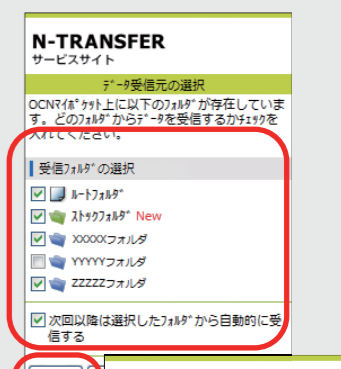 N-TRANSFER
サービスサイト
ﾃﾞｰﾀ受信元の選択
OCNﾏｲﾎﾟｹｯﾄ上に以下のﾌｫﾙﾀﾞが存在していま
す。どのﾌｫﾙﾀﾞからﾃﾞｰﾀを受信するかﾁｪｯｸを
入れてください。
受信ﾌｫﾙﾀﾞの選択
ﾙｰﾄﾌｫﾙﾀﾞ
ｽﾄｯｸﾌｫﾙﾀﾞ New
XXXXXフォルダ
YYYYYフォルダ
ZZZZZフォルダ
次回以降は選択したﾌｫﾙﾀﾞから自動的に受
信する